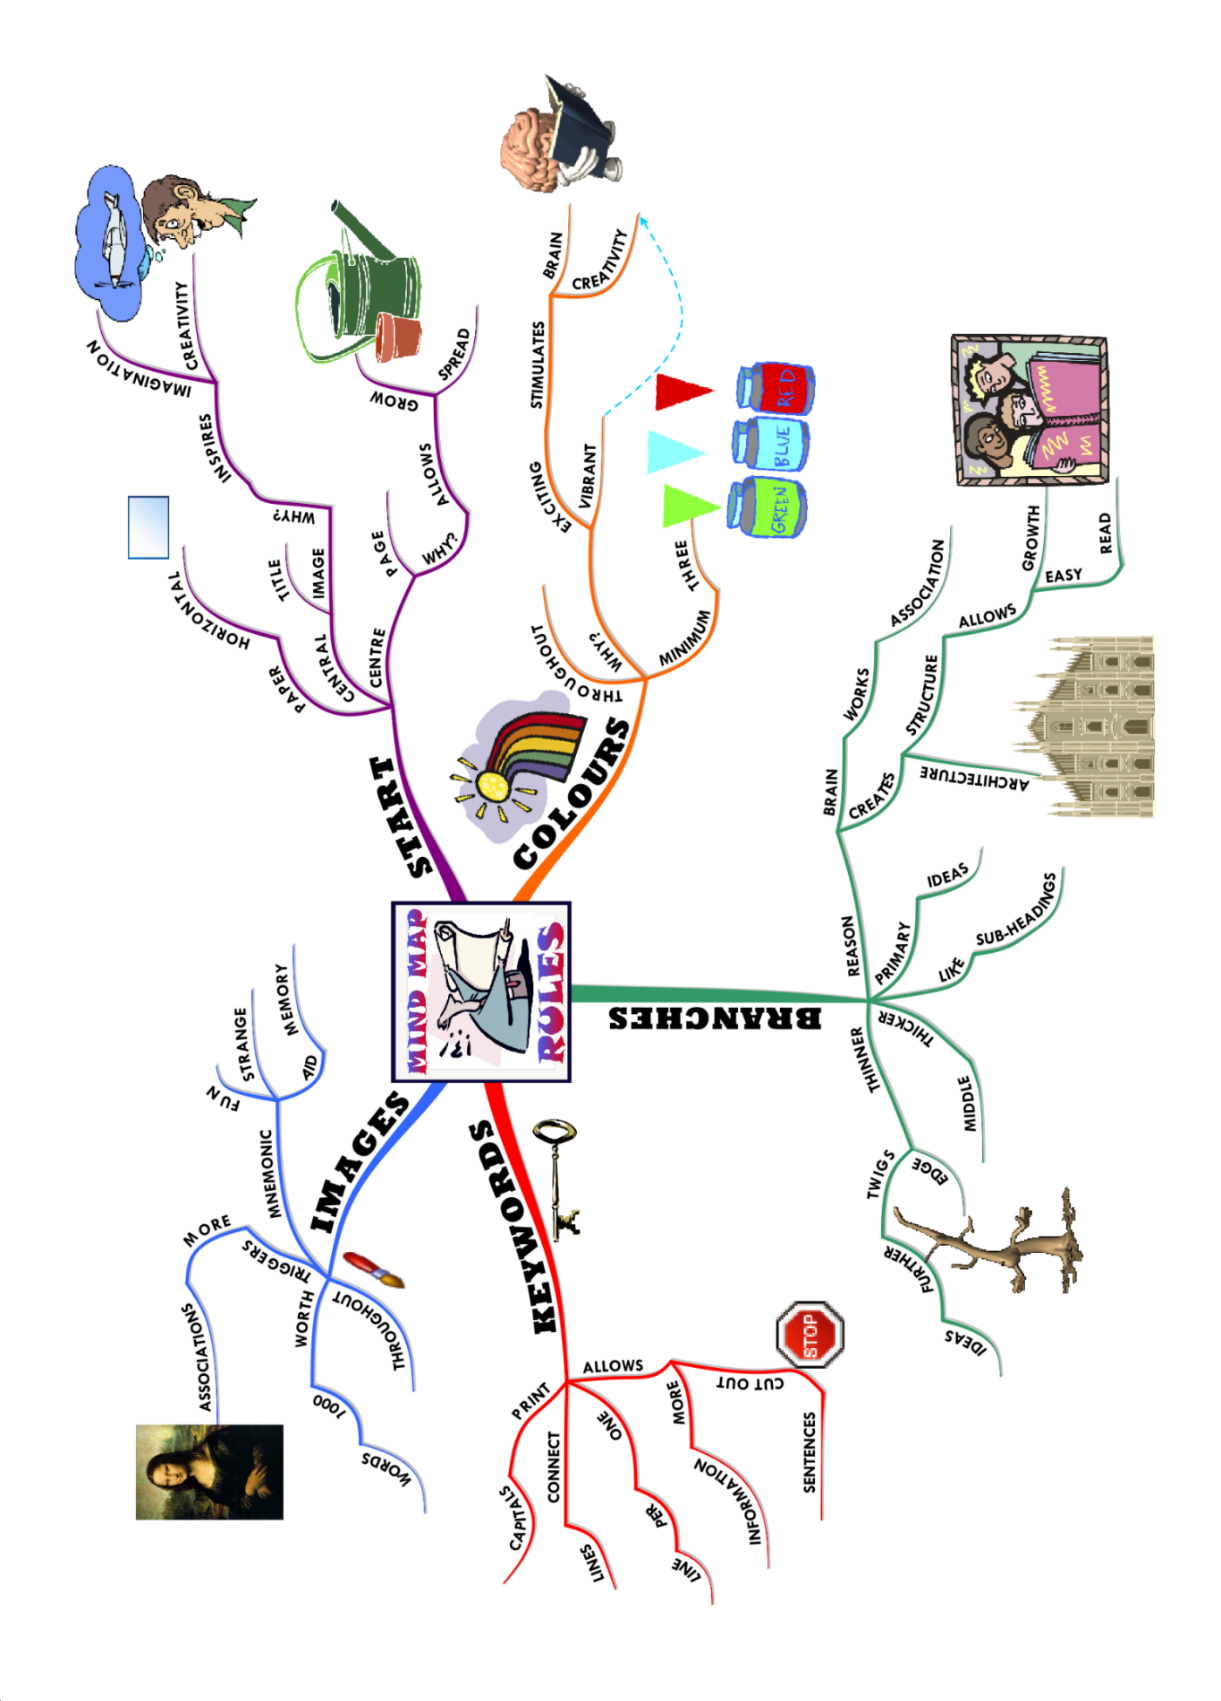 MIND MAP
RULES
START
CENTRE
PAGE
WHY?
ALLOWS
GROW
SPREAD
CENTRAL
IMAGE
TITLE
WHY?
INSPIRES
IMAGINATION
CREATIVITY
PAPER
HORIZONTAL
COLOURS
THROUGHOUT
WHY?
EXCITING
STIMULATES
BRAIN
CREATIVITY
VIBRANT
MINIMUM
THREE
RED
BLUE
GREEN
BRANCHES
REASON
BRAIN
WORKS
ASSOCIATION
CREATES
STRUCTURE
ALLOWS
GROWTH
EASY
READ
ARCHITECTURE
PRIMARY
IDEAS
LIKE
SUB-HEADINGS
THICKER
MIDDLE
THINNER
EDGE
TWIGS
FURTHER
IDEAS
KEYWORDS
ALLOWS
MORE
INFORMATION
CUT OUT
SENTENCES
STOP
ONE
PER
LINE
CONNECT
LINES
PRINT
CAPITALS
IMAGES
THROUGHOUT
WORTH
1000
WORDS
TRIGGERS
MORE
ASSOCIATIONS
MNEMONIC
FUN
STRANGE
AID
MEMORY